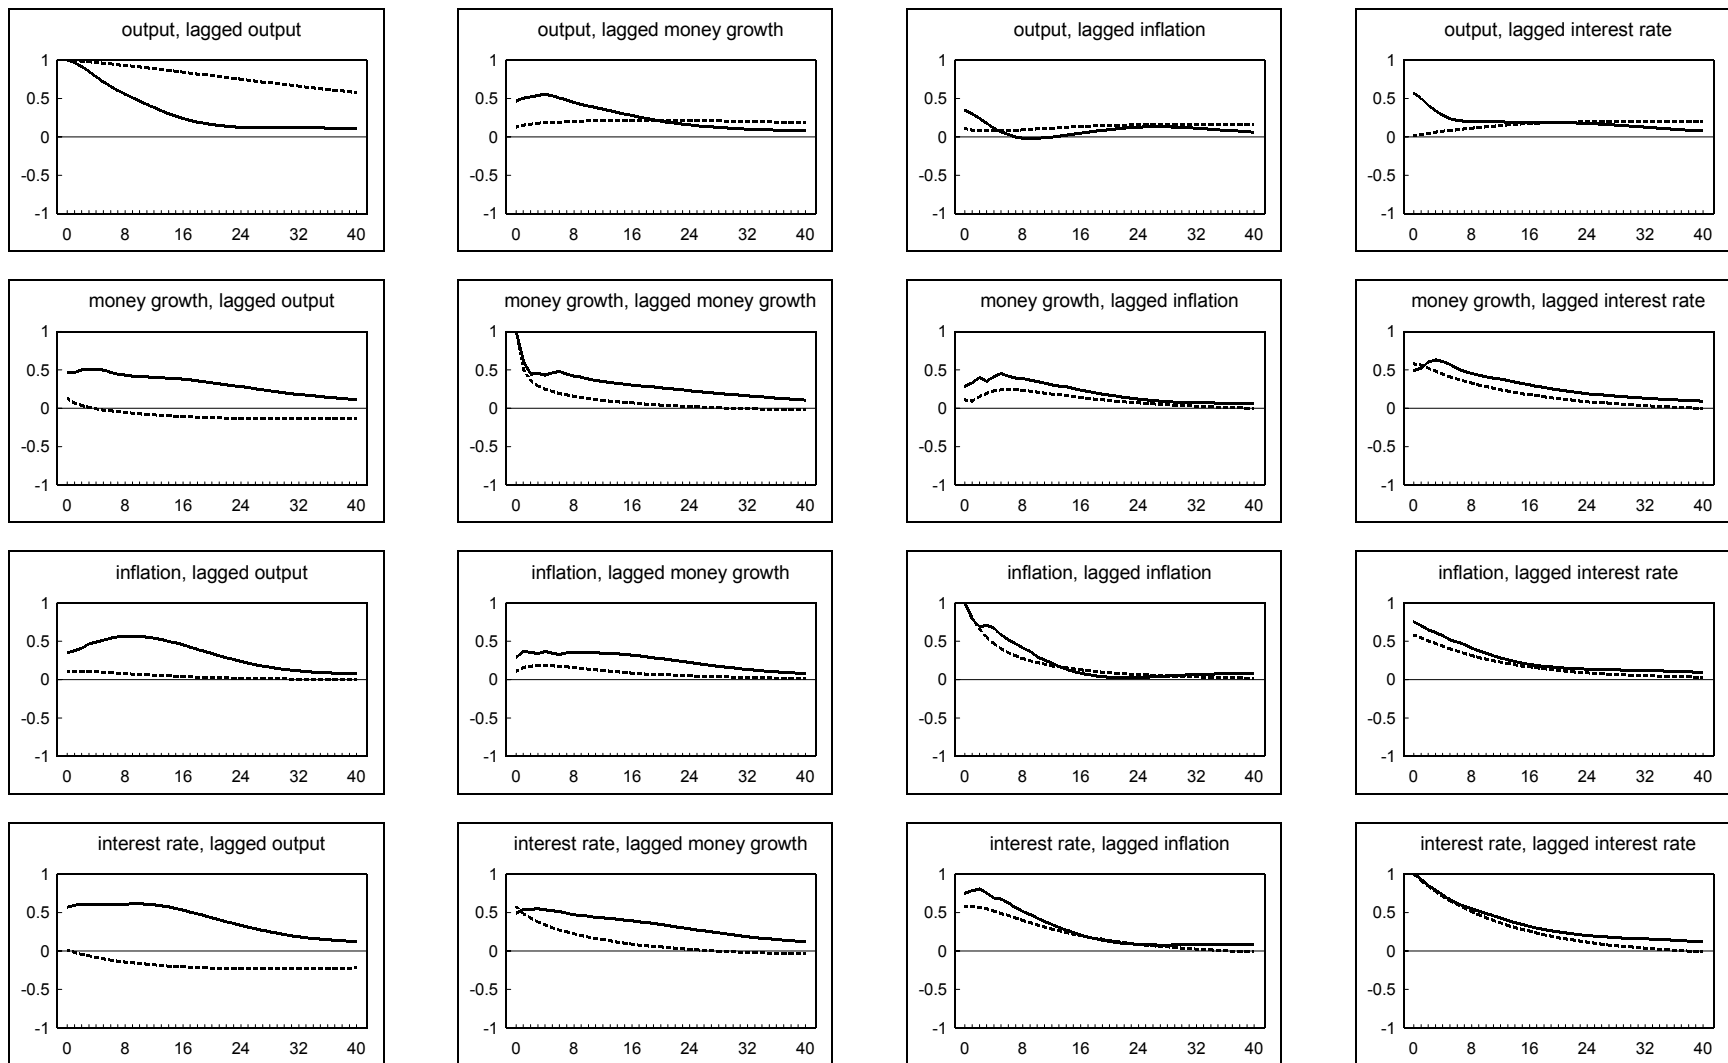 output, lagged output
1
0.5
0
-0.5
-1
0 8 16 24 32 40
output, lagged money growth
1
0.5
0
-0.5
-1
0 8 16 24 32 40
output, lagged inflation
1
0.5
0
-0.5
-1
0 8 16 24 32 40
output, lagged interest rate
1
0.5
0
-0.5
-1
0 8 16 24 32 40
money growth, lagged output
1
0.5
0
-0.5
-1
0 8 16 24 32 40
money growth, lagged money growth
1
0.5
0
-0.5
-1
0 8 16 24 32 40
money growth, lagged inflation
1
0.5
0
-0.5
-1
0 8 16 24 32 40
money growth, lagged interest rate
1
0.5
0
-0.5
-1
0 8 16 24 32 40
inflation, lagged output
1
0.5
0
-0.5
-1
0 8 16 24 32 40
inflation, lagged money growth
1
0.5
0
-0.5
-1
0 8 16 24 32 40
inflation, lagged inflation
1
0.5
0
-0.5
-1
0 8 16 24 32 40
inflation, lagged interest rate
1
0.5
0
-0.5
-1
0 8 16 24 32 40
interest rate, lagged output
1
0.5
0
-0.5
-1
0 8 16 24 32 40
interest rate, lagged money growth
1
0.5
0
-0.5
-1
0 8 16 24 32 40
interest rate, lagged inflation
1
0.5
0
-0.5
-1
0 8 16 24 32 40
interest rate, lagged interest rate
1
0.5
0
-0.5
-1
0 8 16 24 32 40